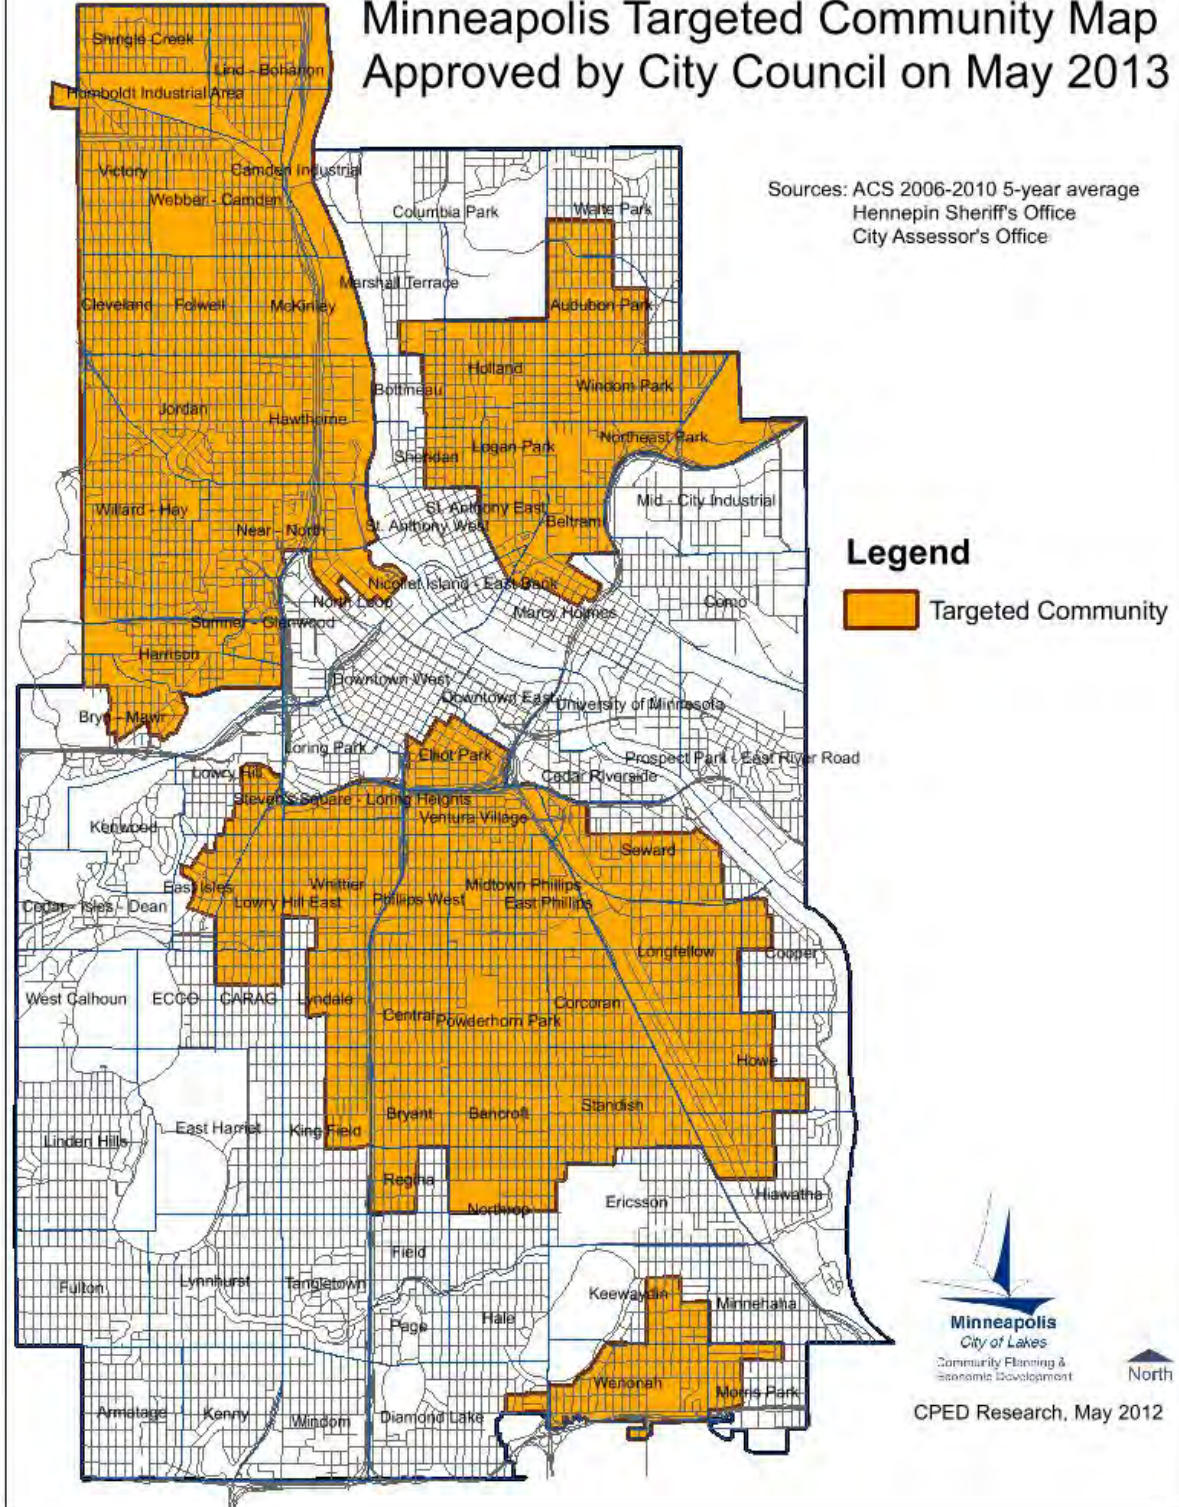 Minneapolis Targeted Community Map
Approved by City Council on May 2013
Sources: ACS 2006-2010 5-year average
Hennepin Sheriff's Office
City Assessor's Office
Shingle Creek
Lind - Bohanon
Humboldt Industrial Area
Victory
Camden Industrial
Webber - Camden
Columbia Park
Waite Park
Marshall Terrace
Cleveland
Folwell
McKinley
Audubon Park
Holland
Bottineau
Windom Park
Jordan
Hawthorne
Logan Park
Northeast Park
Sheridan
Willard - Hay
Near - North
St. Anthony East
St. Anthony West
Beltrami
Mid - City Industrial
Nicollet Island - East Bank
North Loop
Marcy Holmes
Como
Sumner - Glenwood
Harrison
Downtown West
Downtown East
University of Minnesota
Bryn - Mawr
Loring Park
Elliot Park
Prospect Park - East River Road
Cedar Riverside
Lowry Hill
Steven's Square - Loring Heights
Ventura Village
Kenwood
Seward
East Isles
Whittier
Midtown Phillips
Cedar - Isles - Dean
Lowry Hill East
Phillips West
East Phillips
Longfellow
Cooper
West Calhoun
ECCO
CARAG
Lyndale
Central
Powderhorn Park
Corcoran
Howe
Bryant
Bancroft
Standish
Linden Hills
East Harriet
King Field
Regina
Northrop
Ericsson
Hiawatha
Field
Fulton
Lynnhurst
Tangletown
Keewaydin
Minnehaha
Page
Hale
Wenonah
Morris Park
Armatage
Kenny
Windom
Diamond Lake
Legend
Targeted Community
Minneapolis
City of Lakes
Community Planning &
Economic Development
North
CPED Research, May 2012